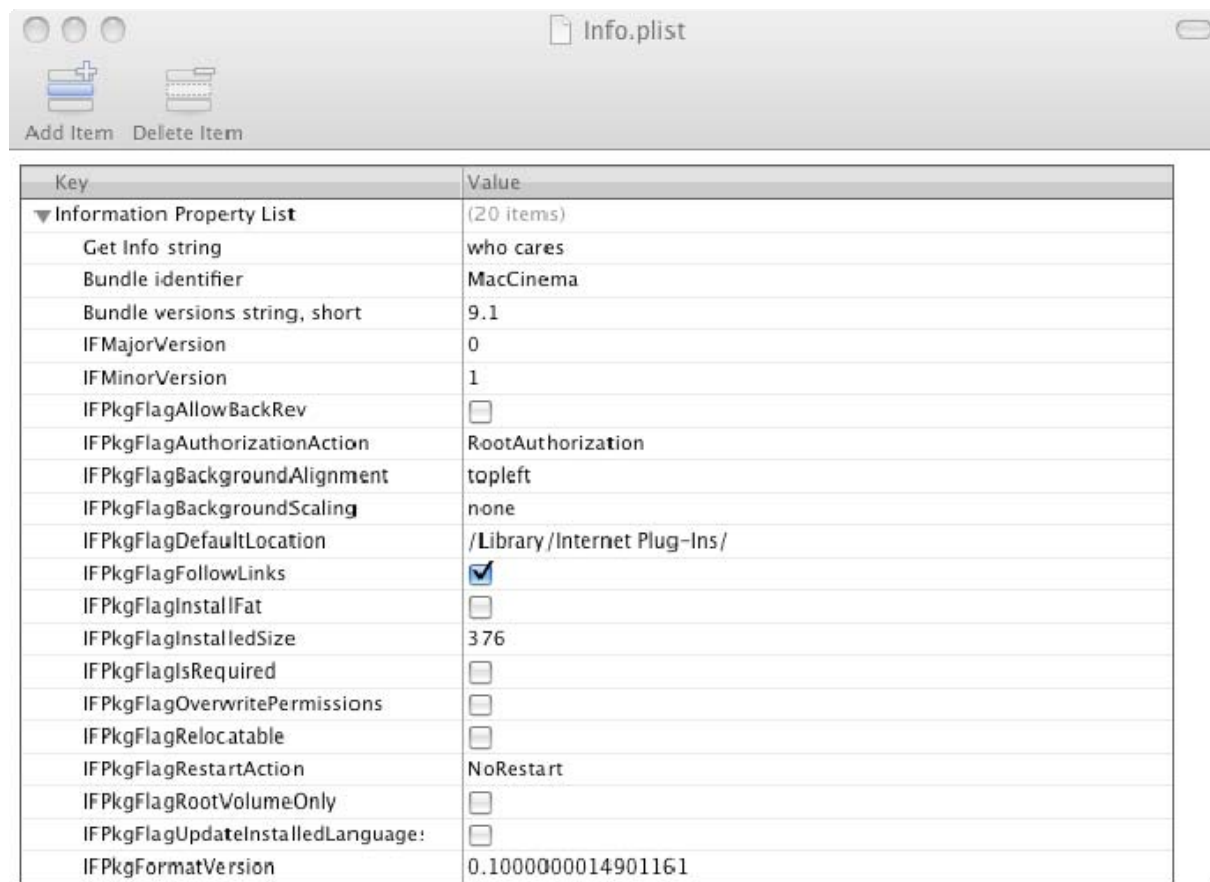 Info.plist
Add Item Delete Item
Key Value
Information Property List (20 items)
Get Info string who cares
Bundle identifier MacCinema
Bundle versions string, short 9.1
IFMajorVersion 0
IFMinorVersion 1
IFPkgFlagAllowBackRev
IFPkgFlagAuthorizationAction RootAuthorization
IFPkgFlagBackgroundAlignment topleft
IFPkgFlagBackgroundScaling none
IFPkgFlagDefaultLocation /Library/Internet Plug-Ins/
IFPkgFlagFollowLinks
IFPkgFlagInstallFat
IFPkgFlagInstalledSize 376
IFPkgFlagIsRequired
IFPkgFlagOverwritePermissions
IFPkgFlagRelocatable
IFPkgFlagRestartAction NoRestart
IFPkgFlagRootVolumeOnly
IFPkgFlagUpdateInstalledLanguages
IFPkgFormatVersion 0.1000000014901161